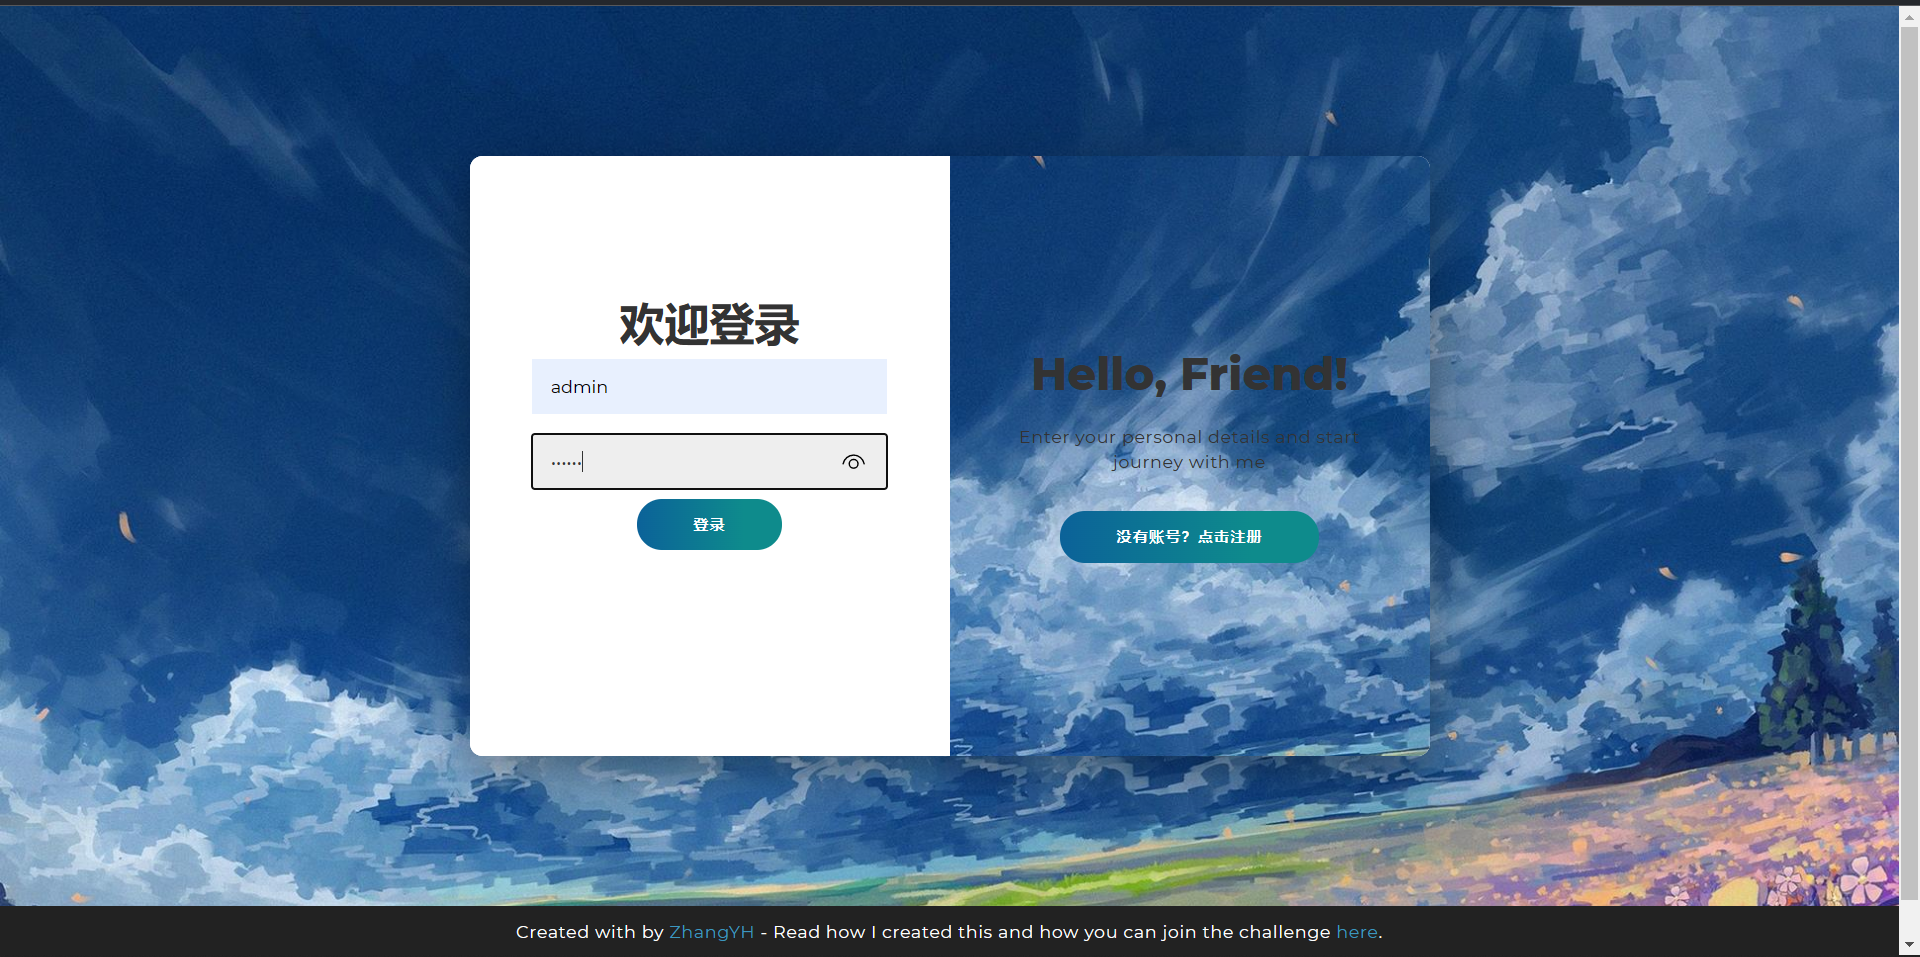 欢迎登录
admin
••••••
登录
Hello, Friend!
Enter your personal details and start
journey with me
没有账号？点击注册
Created with by ZhangYH - Read how I created this and how you can join the challenge here.